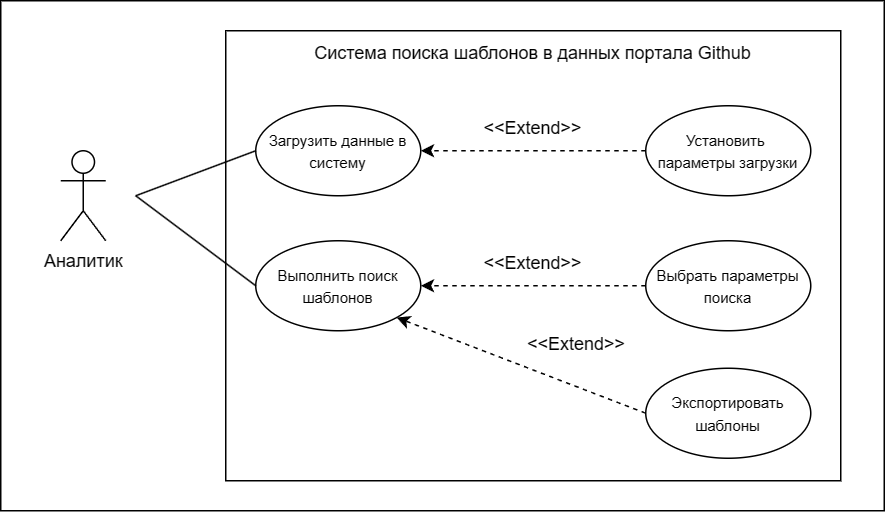 Система поиска шаблонов в данных портала Github
Загрузить данные в
систему
<<Extend>>
Установить
параметры загрузки
Аналитик
Выполнить поиск
шаблонов
<<Extend>>
Выбрать параметры
поиска
<<Extend>>
Экспортировать
шаблоны